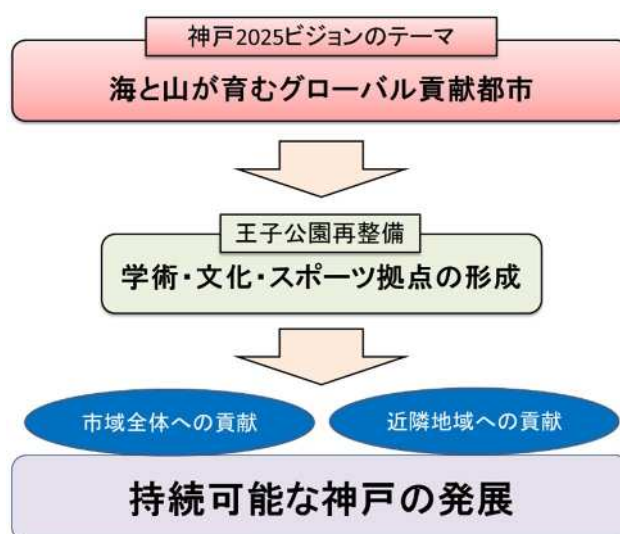 神戸2025ビジョンのテーマ
海と山が育むグローバル貢献都市
王子公園再整備
学術・文化・スポーツ拠点の形成
市域全体への貢献
近隣地域への貢献
持続可能な神戸の発展